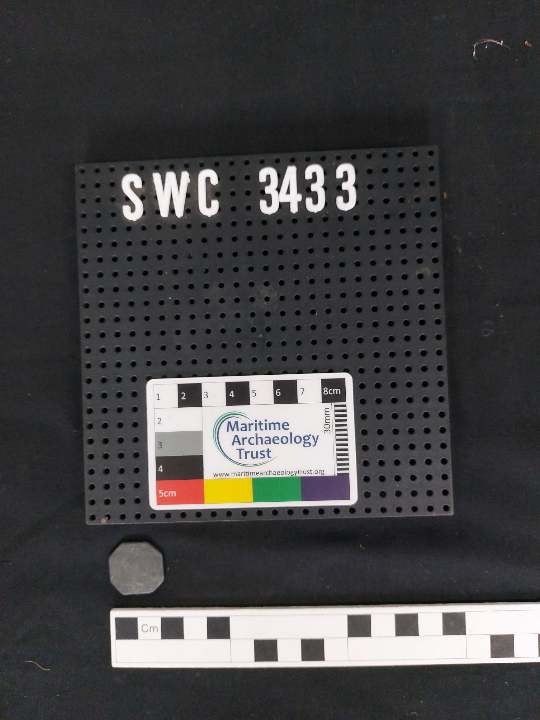 SWC 3433
1 2 3 4 5 6 7 8cm
2
3
4
5cm
Maritime
Archaeology
Trust
30mm
www.maritimearchaeologytrust.org
Cm